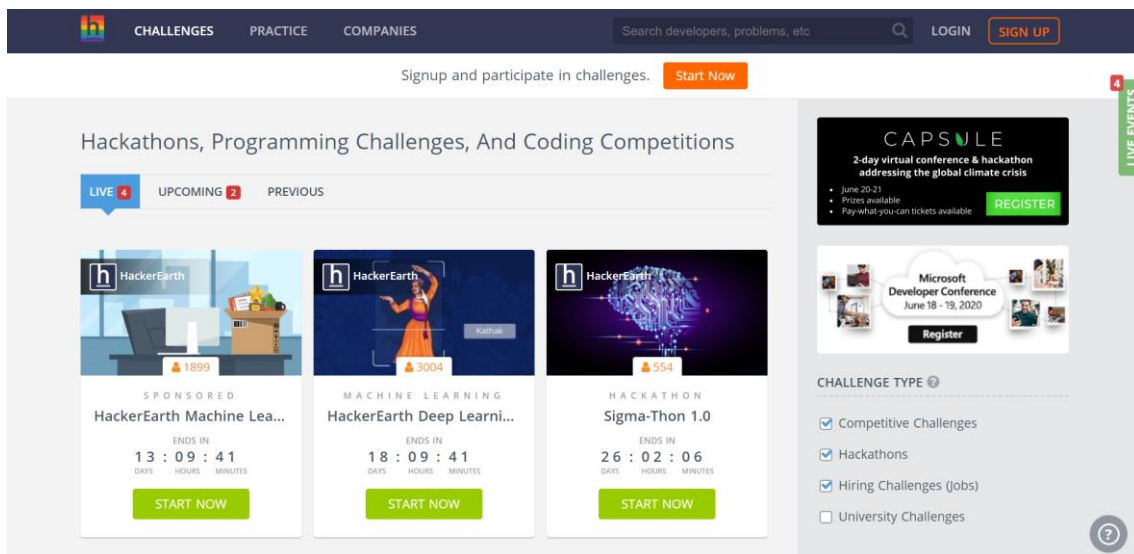 h CHALLENGES PRACTICE COMPANIES Search developers, problems, etc LOGIN SIGN UP
Signup and participate in challenges. Start Now
4
LIVE EVENTS
Hackathons, Programming Challenges, And Coding Competitions
LIVE 4 UPCOMING 2 PREVIOUS
h HackerEarth
1899
SPONSORED
HackerEarth Machine Lea...
ENDS IN
13 : 09 : 41
DAYS HOURS MINUTES
START NOW
h HackerEarth
Kathak
3004
MACHINE LEARNING
HackerEarth Deep Learni...
ENDS IN
18 : 09 : 41
DAYS HOURS MINUTES
START NOW
h HackerEarth
554
HACKATHON
Sigma-Thon 1.0
ENDS IN
26 : 02 : 06
DAYS HOURS MINUTES
START NOW
CAPSULE
2-day virtual conference & hackathon
addressing the global climate crisis
• June 20-21
• Prizes available
• Pay-what-you-can tickets available
REGISTER
Microsoft
Developer Conference
June 18 - 19, 2020
Register
CHALLENGE TYPE ?
Competitive Challenges
Hackathons
Hiring Challenges (Jobs)
University Challenges
?